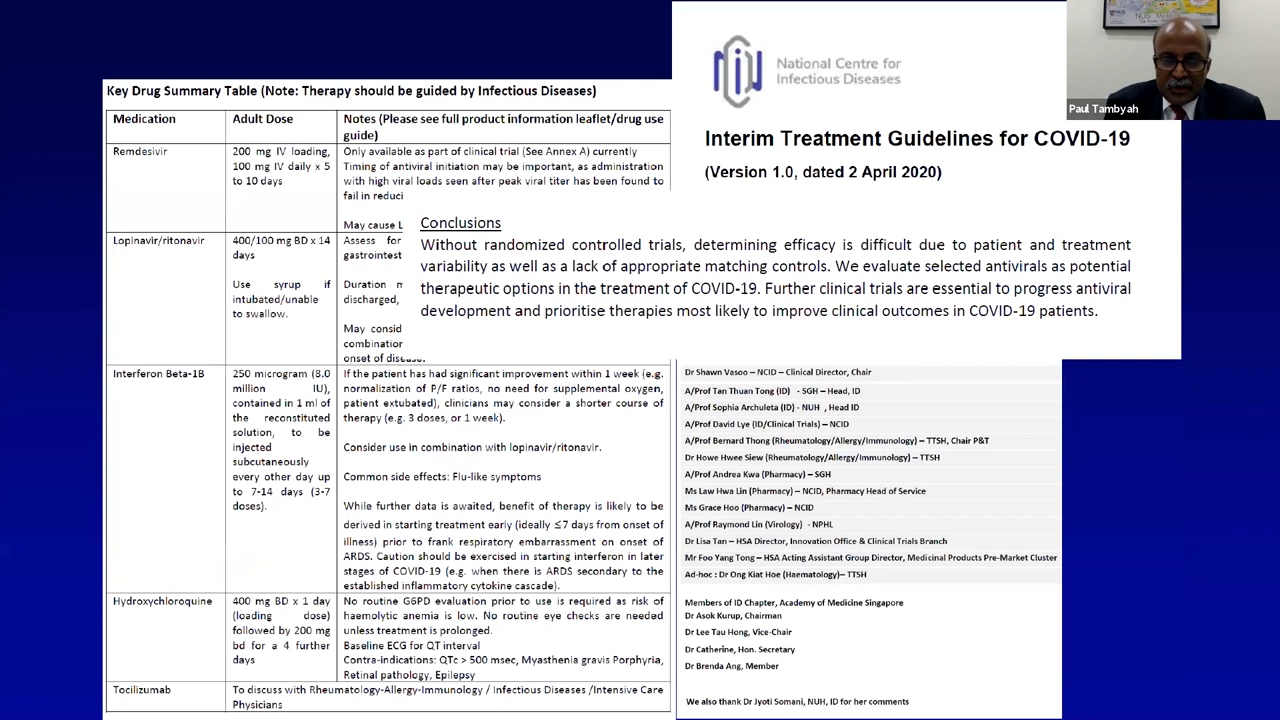 National Centre for
Infectious Diseases
Paul Tambyah
Interim Treatment Guidelines for COVID-19
(Version 1.0, dated 2 April 2020)
Key Drug Summary Table (Note: Therapy should be guided by Infectious Diseases)
Medication
Adult Dose
Notes (Please see full product information leaflet/drug use
guide)
Remdesivir
200 mg IV loading,
100 mg IV daily x 5
to 10 days
Only available as part of clinical trial (See Annex A) currently
Timing of antiviral initiation may be important, as administration
with high viral loads seen after peak viral titer has been found to
fail in reduci
May cause L
Lopinavir/ritonavir
400/100 mg BD x 14
days
Use syrup if
intubated/unable
to swallow.
Assess for
gastrointest
Duration m
discharged,
May consid
combination
onset of disease.
Conclusions
Without randomized controlled trials, determining efficacy is difficult due to patient and treatment
variability as well as a lack of appropriate matching controls. We evaluate selected antivirals as potential
therapeutic options in the treatment of COVID-19. Further clinical trials are essential to progress antiviral
development and prioritise therapies most likely to improve clinical outcomes in COVID-19 patients.
Interferon Beta-1B
250 microgram (8.0
million IU),
contained in 1 ml of
the reconstituted
solution, to be
injected
subcutaneously
every other day up
to 7-14 days (3-7
doses).
If the patient has had significant improvement within 1 week (e.g.
normalization of P/F ratios, no need for supplemental oxygen,
patient extubated), clinicians may consider a shorter course of
therapy (e.g. 3 doses, or 1 week).
Consider use in combination with lopinavir/ritonavir.
Common side effects: Flu-like symptoms
While further data is awaited, benefit of therapy is likely to be
derived in starting treatment early (ideally ≤7 days from onset of
illness) prior to frank respiratory embarrassment on onset of
ARDS. Caution should be exercised in starting interferon in later
stages of COVID-19 (e.g. when there is ARDS secondary to the
established inflammatory cytokine cascade).
Hydroxychloroquine
400 mg BD x 1 day
(loading dose)
followed by 200 mg
bd for a 4 further
days
No routine G6PD evaluation prior to use is required as risk of
haemolytic anemia is low. No routine eye checks are needed
unless treatment is prolonged.
Baseline ECG for QT interval
Contra-indications: QTc > 500 msec, Myasthenia gravis Porphyria,
Retinal pathology, Epilepsy
Tocilizumab
To discuss with Rheumatology-Allergy-Immunology / Infectious Diseases /Intensive Care
Physicians
Dr Shawn Vasoo – NCID – Clinical Director, Chair
A/Prof Tan Thuan Tong (ID) - SGH – Head, ID
A/Prof Sophia Archuleta (ID) - NUH , Head ID
A/Prof David Lye (ID/Clinical Trials) – NCID
A/Prof Bernard Thong (Rheumatology/Allergy/Immunology) – TTSH, Chair P&T
Dr Howe Hwee Siew (Rheumatology/Allergy/Immunology) – TTSH
A/Prof Andrea Kwa (Pharmacy) – SGH
Ms Law Hwa Lin (Pharmacy) – NCID, Pharmacy Head of Service
Ms Grace Hoo (Pharmacy) – NCID
A/Prof Raymond Lin (Virology) - NPHL
Dr Lisa Tan – HSA Director, Innovation Office & Clinical Trials Branch
Mr Foo Yang Tong – HSA Acting Assistant Group Director, Medicinal Products Pre-Market Cluster
Ad-hoc : Dr Ong Kiat Hoe (Haematology)– TTSH
Members of ID Chapter, Academy of Medicine Singapore
Dr Asok Kurup, Chairman
Dr Lee Tau Hong, Vice-Chair
Dr Catherine, Hon. Secretary
Dr Brenda Ang, Member
We also thank Dr Jyoti Somani, NUH, ID for her comments